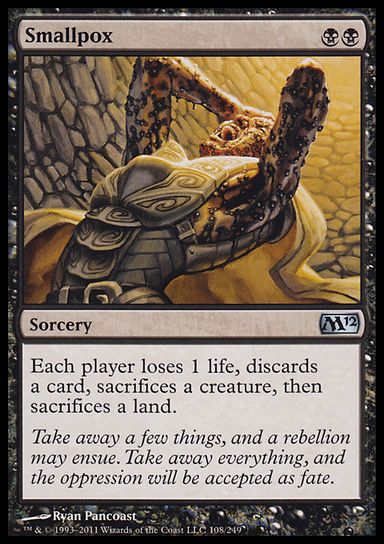 Smallpox
Sorcery
M12
Each player loses 1 life, discards
a card, sacrifices a creature, then
sacrifices a land.
Take away a few things, and a rebellion
may ensue. Take away everything, and
the oppression will be accepted as fate.
Ryan Pancoast
™ & © 1993–2011 Wizards of the Coast LLC 108/249